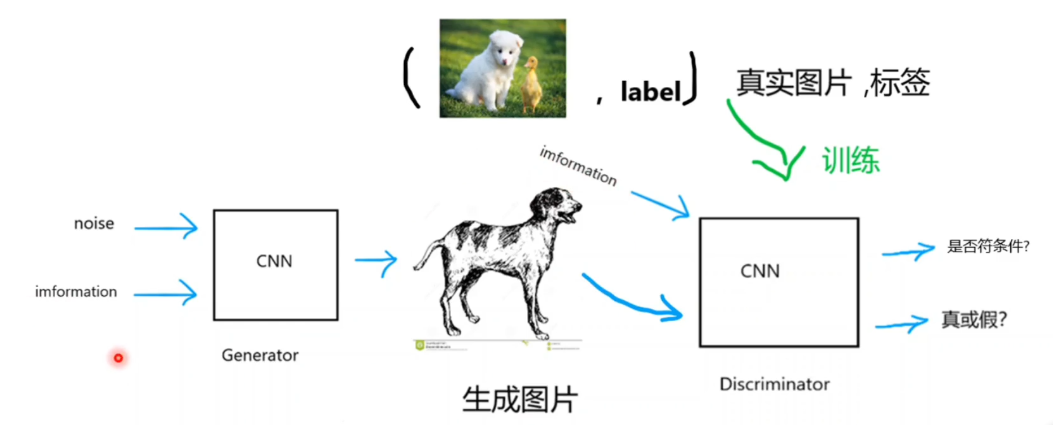 ( , label) 真实图片 ,标签
训练
imformation
noise
imformation
CNN
Generator
生成图片
CNN
Discriminator
是否符条件?
真或假?